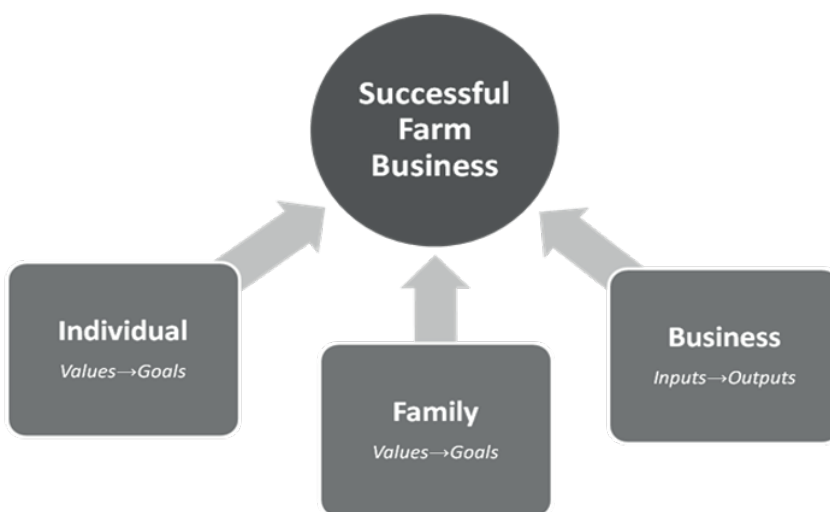 Successful
Farm
Business
Individual
Values→Goals
Family
Values→Goals
Business
Inputs→Outputs